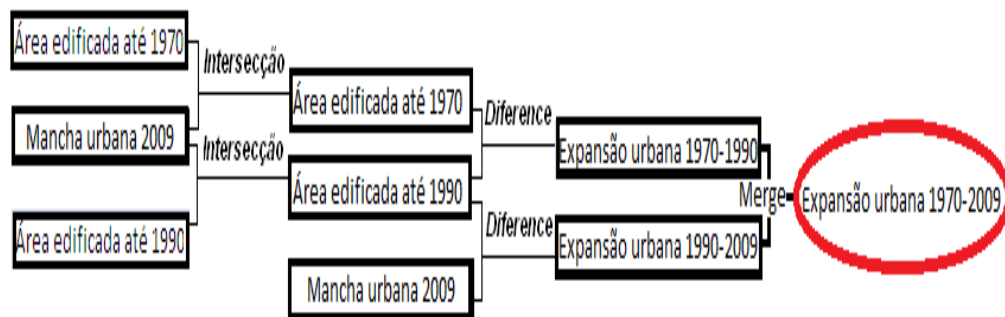 Área edificada até 1970
Mancha urbana 2009
Área edificada até 1990
Intersecção
Intersecção
Área edificada até 1970
Área edificada até 1990
Mancha urbana 2009
Diference
Diference
Expansão urbana 1970-1990
Expansão urbana 1990-2009
Merge
Expansão urbana 1970-2009